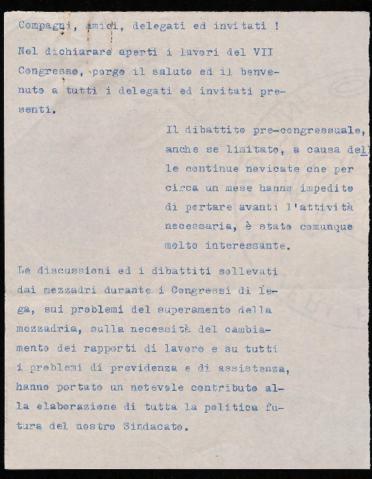 Compagni, amici, delegati ed invitati !
Nel dichiarare aperti i lavori del VII
Congresso, porgo il saluto ed il benve-
nuto a tutti i delegati ed invitati pre-
senti.
Il dibattito pre-congressuale,
anche se limitato, a causa del
le continue nevicate che per
circa un mese hanno impedito
di portare avanti l'attività
necessaria, è stato comunque
molto interessante.
Le discussioni ed i dibattiti sollevati
dai mezzadri durante i Congressi di Le-
ga, sui problemi del superamento della
mezzadria, sulla necessità del cambia-
mento dei rapporti di lavoro e su tutti
i problemi di previdenza e di assistenza,
hanno portato un notevole contributo al-
la elaborazione di tutta la politica fu-
tura del nostro Sindacato.